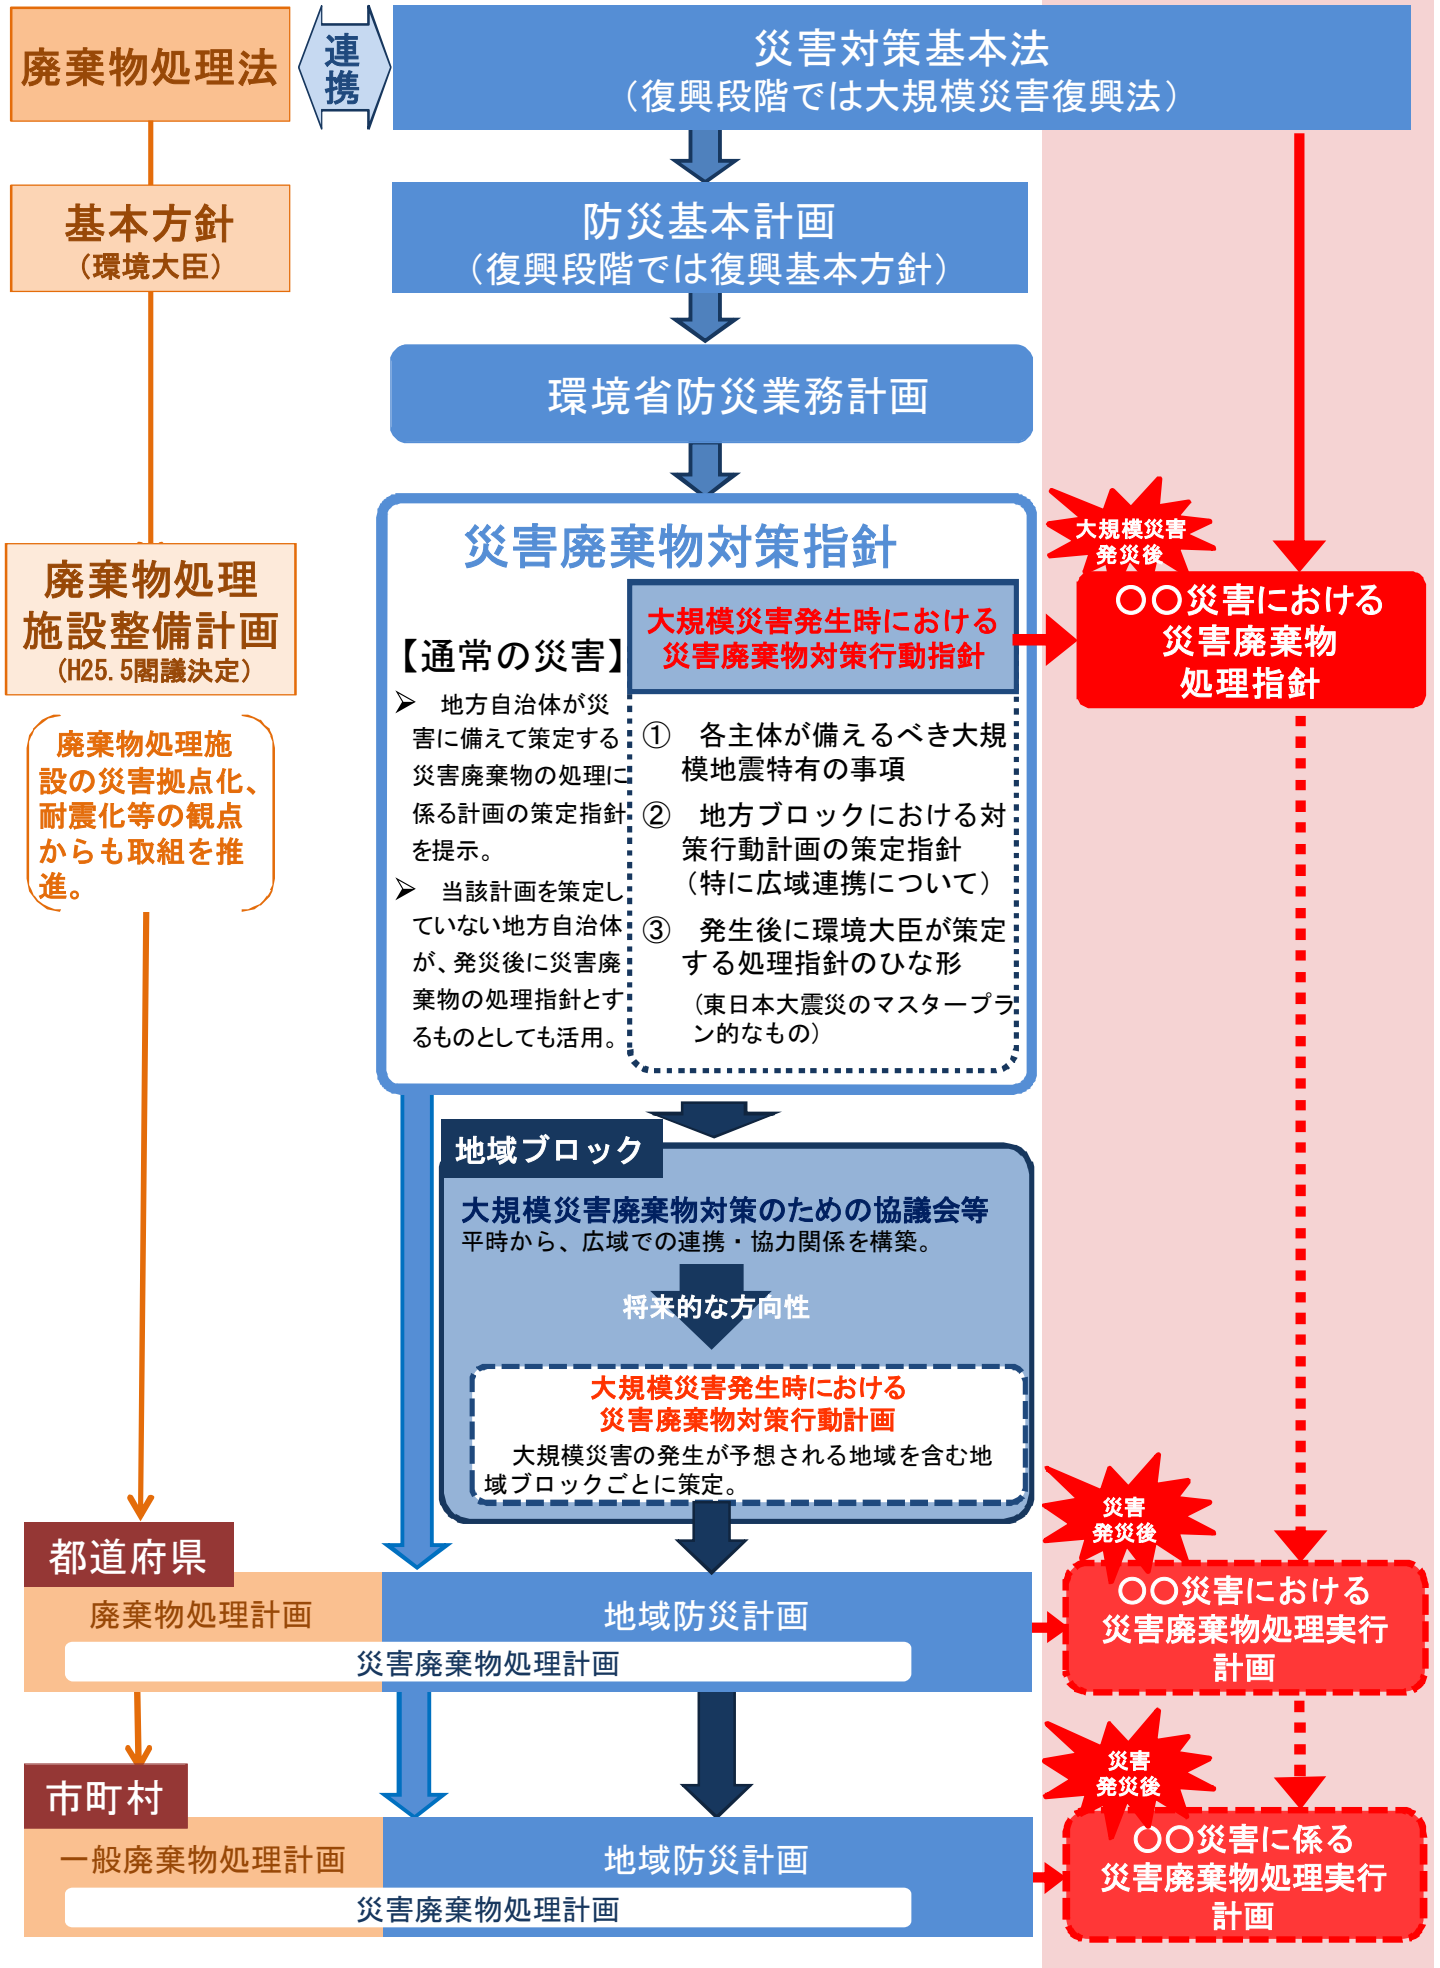 廃棄物処理法
連
携
災害対策基本法
（復興段階では大規模災害復興法）
基本方針
（環境大臣）
防災基本計画
（復興段階では復興基本方針）
環境省防災業務計画
廃棄物処理
施設整備計画
(H25.5閣議決定)
廃棄物処理施
設の災害拠点化、
耐震化等の観点
からも取組を推
進。
災害廃棄物対策指針
【通常の災害】
➢ 地方自治体が災
害に備えて策定する
災害廃棄物の処理に
係る計画の策定指針
を提示。
➢ 当該計画を策定し
ていない地方自治体
が、発災後に災害廃
棄物の処理指針とす
るものとしても活用。
大規模災害発生時における
災害廃棄物対策行動指針
① 各主体が備えるべき大規
模地震特有の事項
② 地方ブロックにおける対
策行動計画の策定指針
（特に広域連携について）
③ 発生後に環境大臣が策定
する処理指針のひな形
（東日本大震災のマスタープラ
ン的なもの）
大規模災害
発災後
〇〇災害における
災害廃棄物
処理指針
地域ブロック
大規模災害廃棄物対策のための協議会等
平時から、広域での連携・協力関係を構築。
将来的な方向性
大規模災害発生時における
災害廃棄物対策行動計画
大規模災害の発生が予想される地域を含む地
域ブロックごとに策定。
都道府県
廃棄物処理計画
地域防災計画
災害廃棄物処理計画
災害
発災後
〇〇災害における
災害廃棄物処理実行
計画
市町村
一般廃棄物処理計画
地域防災計画
災害廃棄物処理計画
災害
発災後
〇〇災害に係る
災害廃棄物処理実行
計画